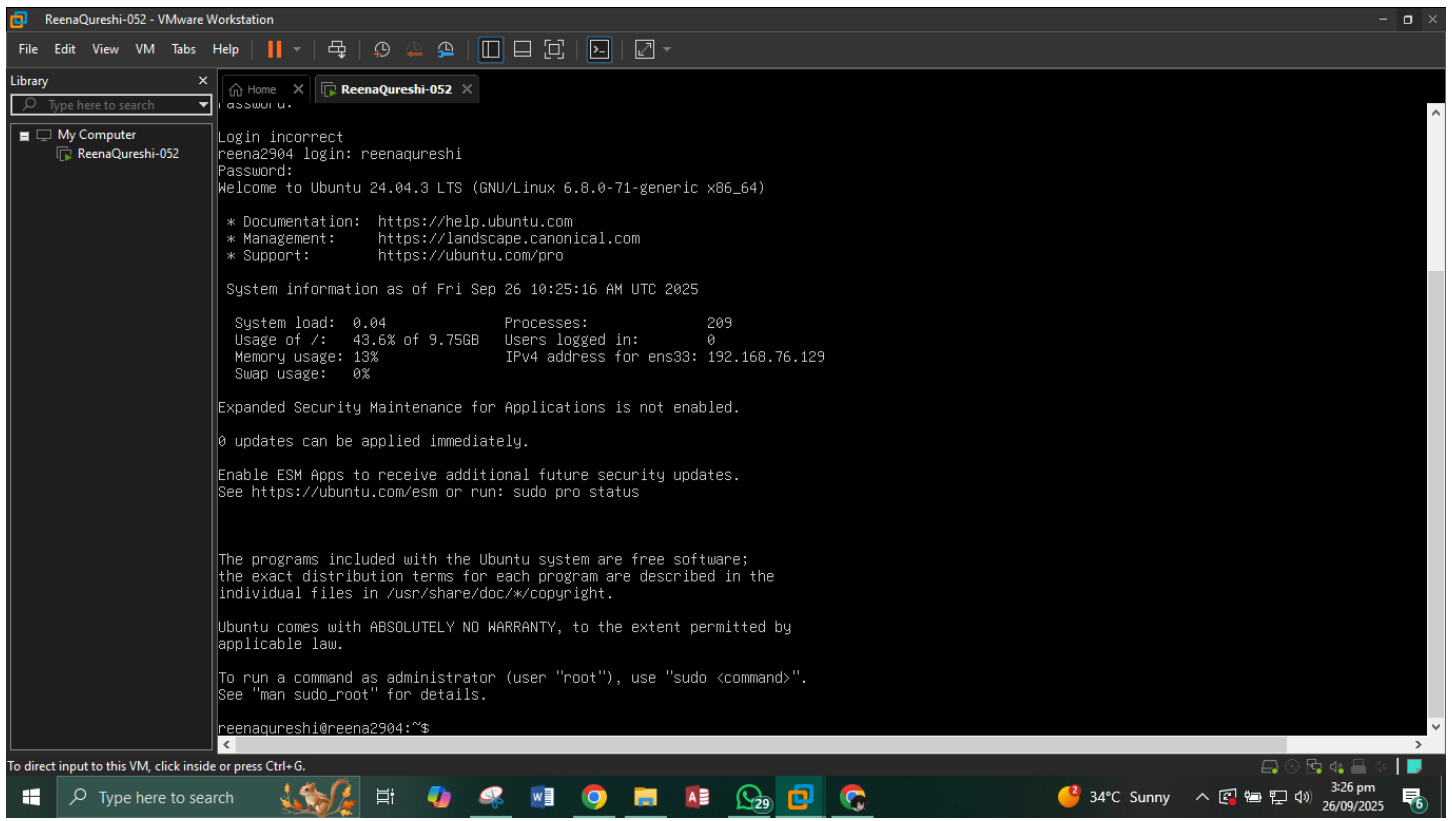 ReenaQureshi-052 - VMware Workstation
File Edit View VM Tabs Help
Library
Type here to search
My Computer
ReenaQureshi-052
Home
ReenaQureshi-052
Password:
Login incorrect
reena2904 login: reenaqureshi
Password:
Welcome to Ubuntu 24.04.3 LTS (GNU/Linux 6.8.0-71-generic x86_64)
* Documentation: https://help.ubuntu.com
* Management: https://landscape.canonical.com
* Support: https://ubuntu.com/pro
System information as of Fri Sep 26 10:25:16 AM UTC 2025
System load: 0.04 Processes: 209
Usage of /: 43.6% of 9.75GB Users logged in: 0
Memory usage: 13% IPv4 address for ens33: 192.168.76.129
Swap usage: 0%
Expanded Security Maintenance for Applications is not enabled.
0 updates can be applied immediately.
Enable ESM Apps to receive additional future security updates.
See https://ubuntu.com/esm or run: sudo pro status
The programs included with the Ubuntu system are free software;
the exact distribution terms for each program are described in the
individual files in /usr/share/doc/*/copyright.
Ubuntu comes with ABSOLUTELY NO WARRANTY, to the extent permitted by
applicable law.
To run a command as administrator (user "root"), use "sudo <command>".
See "man sudo_root" for details.
reenaqureshi@reena2904:~$
To direct input to this VM, click inside or press Ctrl+G.
Type here to search
29
2
34°C Sunny
3:26 pm
26/09/2025
6